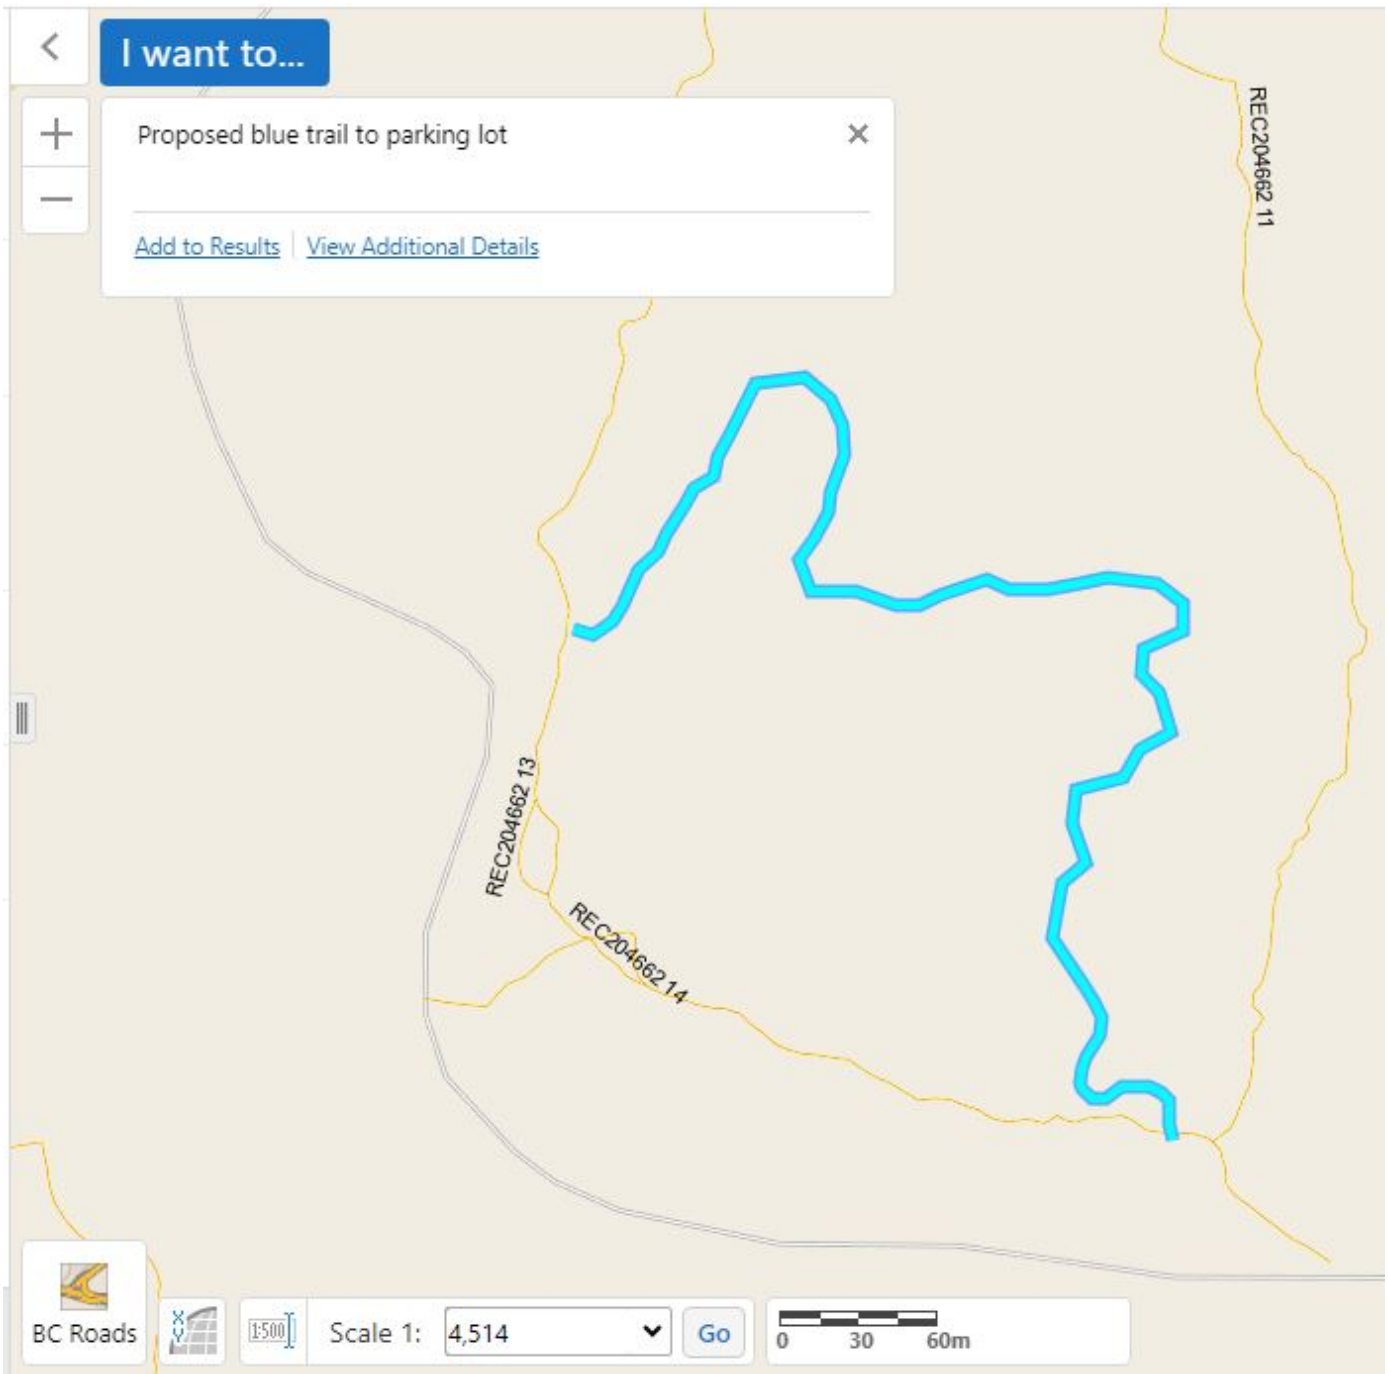 I want to...
Proposed blue trail to parking lot
Add to Results
View Additional Details
REC204662 11
REC204662 13
REC204662 14
BC Roads
X
Y
1:500
Scale 1:
4,514
Go
0 30 60m